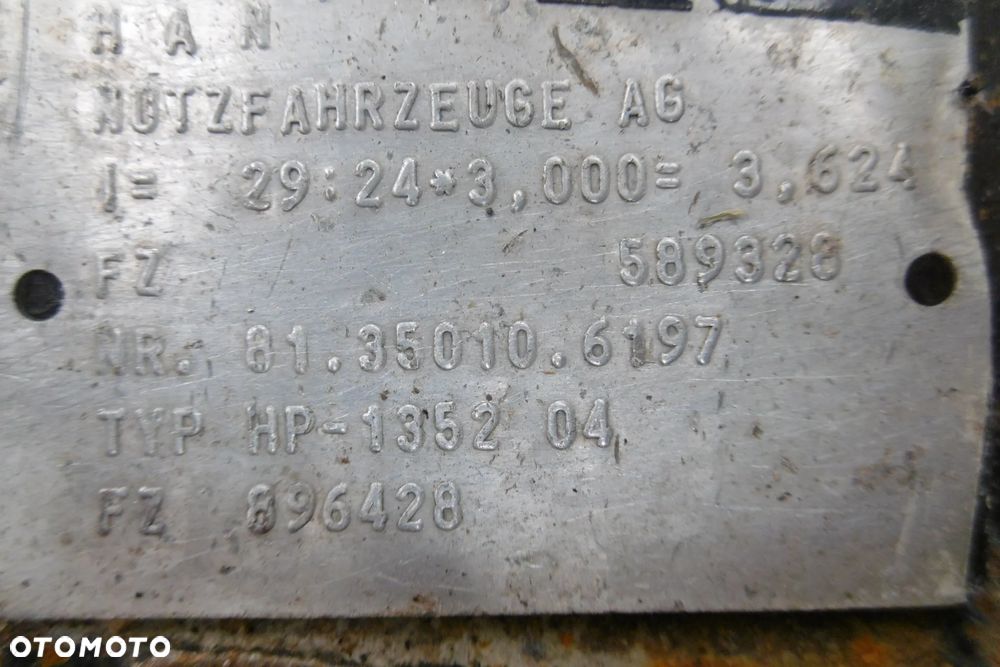 M A N
NUTZFAHRZEUGE AG
I= 29:24*3,000= 3,624
FZ 589328
NR. 81.35010.6197
TYP HP-1352 04
FZ 896428
OTOMOTO